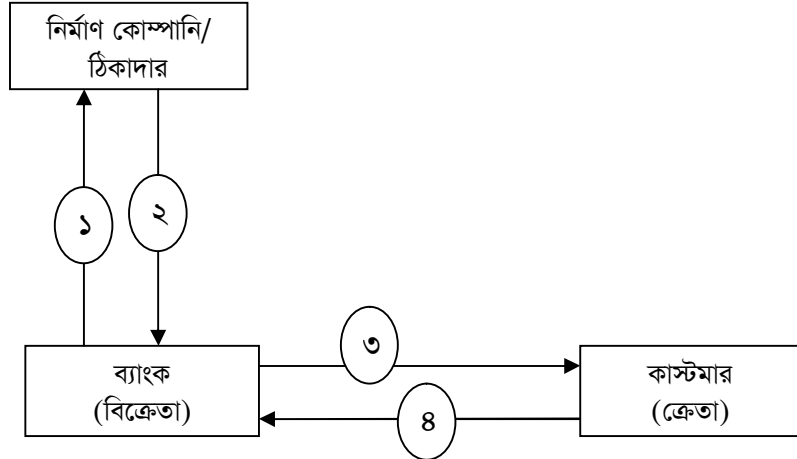 নির্মাণ কোম্পানি/
ঠিকাদার
১
২
৩
ব্যাংক
(বিক্রেতা)
কাস্টমার
(ক্রেতা)
৪